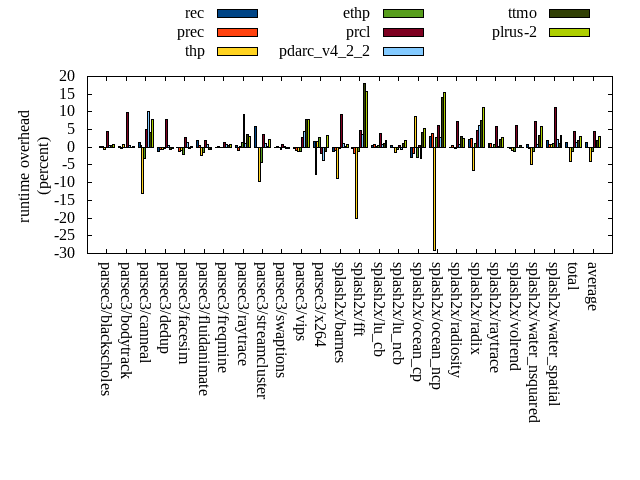 rec ethp ttmo
prec prcl plrus-2
thp pdarc_v4_2_2
runtime overhead
(percent)
20
15
10
5
0
-5
-10
-15
-20
-25
-30
parsec3/blackscholes
parsec3/bodytrack
parsec3/canneal
parsec3/dedup
parsec3/facesim
parsec3/fluidanimate
parsec3/freqmine
parsec3/raytrace
parsec3/streamcluster
parsec3/swaptions
parsec3/vips
parsec3/x264
splash2x/barnes
splash2x/fft
splash2x/lu_cb
splash2x/lu_ncb
splash2x/ocean_cp
splash2x/ocean_ncp
splash2x/radiosity
splash2x/radix
splash2x/raytrace
splash2x/volrend
splash2x/water_nsquared
splash2x/water_spatial
total
average